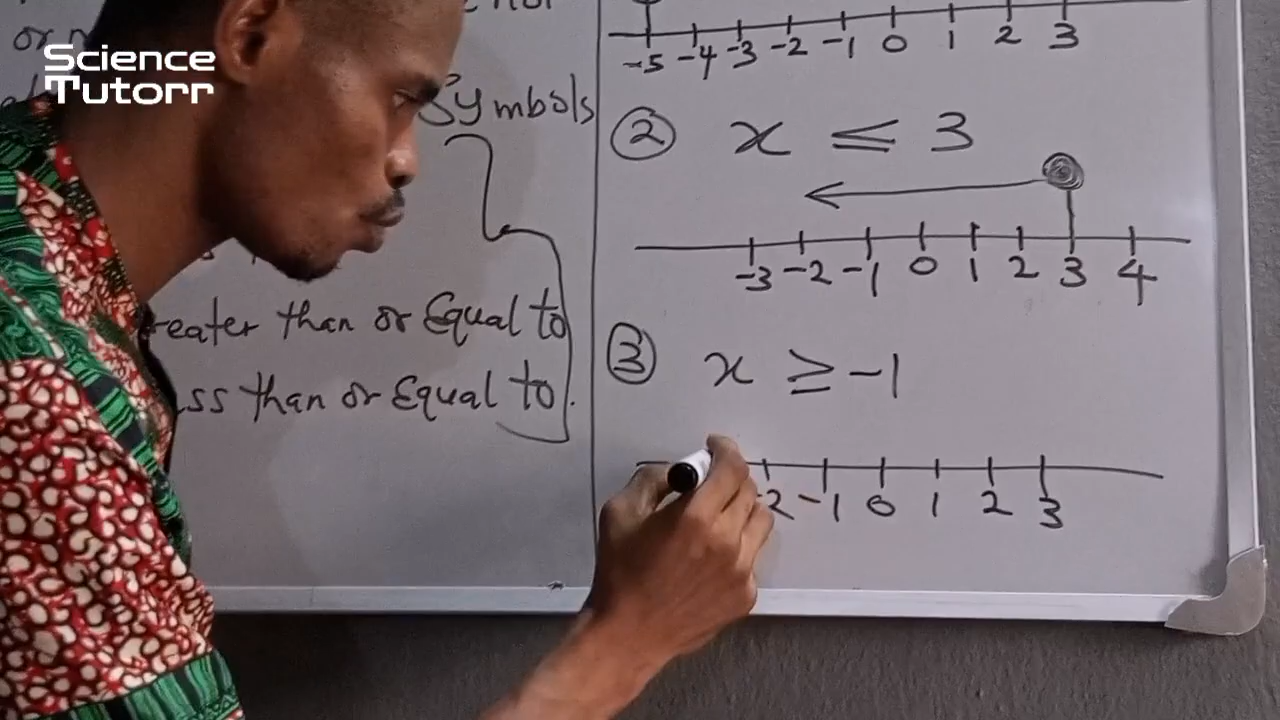 Science
Tutorr
or
Symbols
reater than or Equal to
ss than or Equal to.
-5 -4 -3 -2 -1 0 1 2 3
② x ≤ 3
-3 -2 -1 0 1 2 3 4
③ x ≥ -1
-2 -1 0 1 2 3